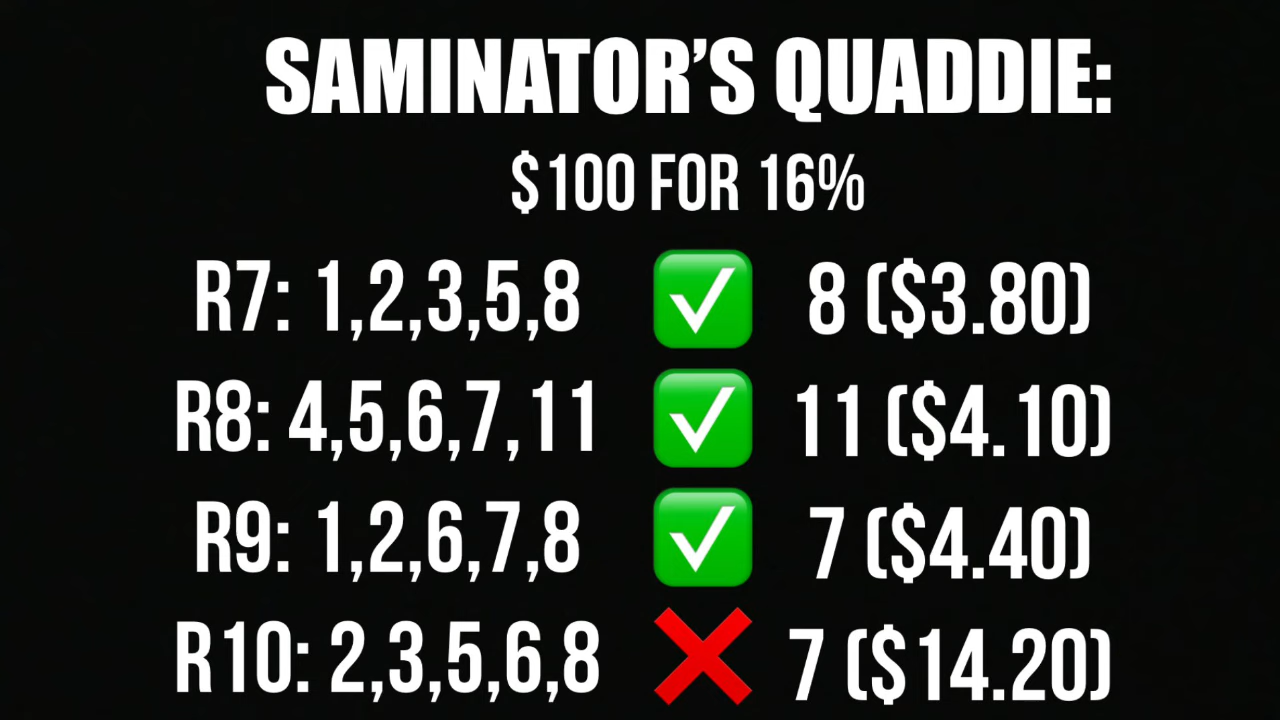 SAMINATOR'S QUADDIE:
$100 FOR 16%
R7: 1,2,3,5,8 ✅ 8 ($3.80)
R8: 4,5,6,7,11 ✅ 11 ($4.10)
R9: 1,2,6,7,8 ✅ 7 ($4.40)
R10: 2,3,5,6,8 ❌ 7 ($14.20)